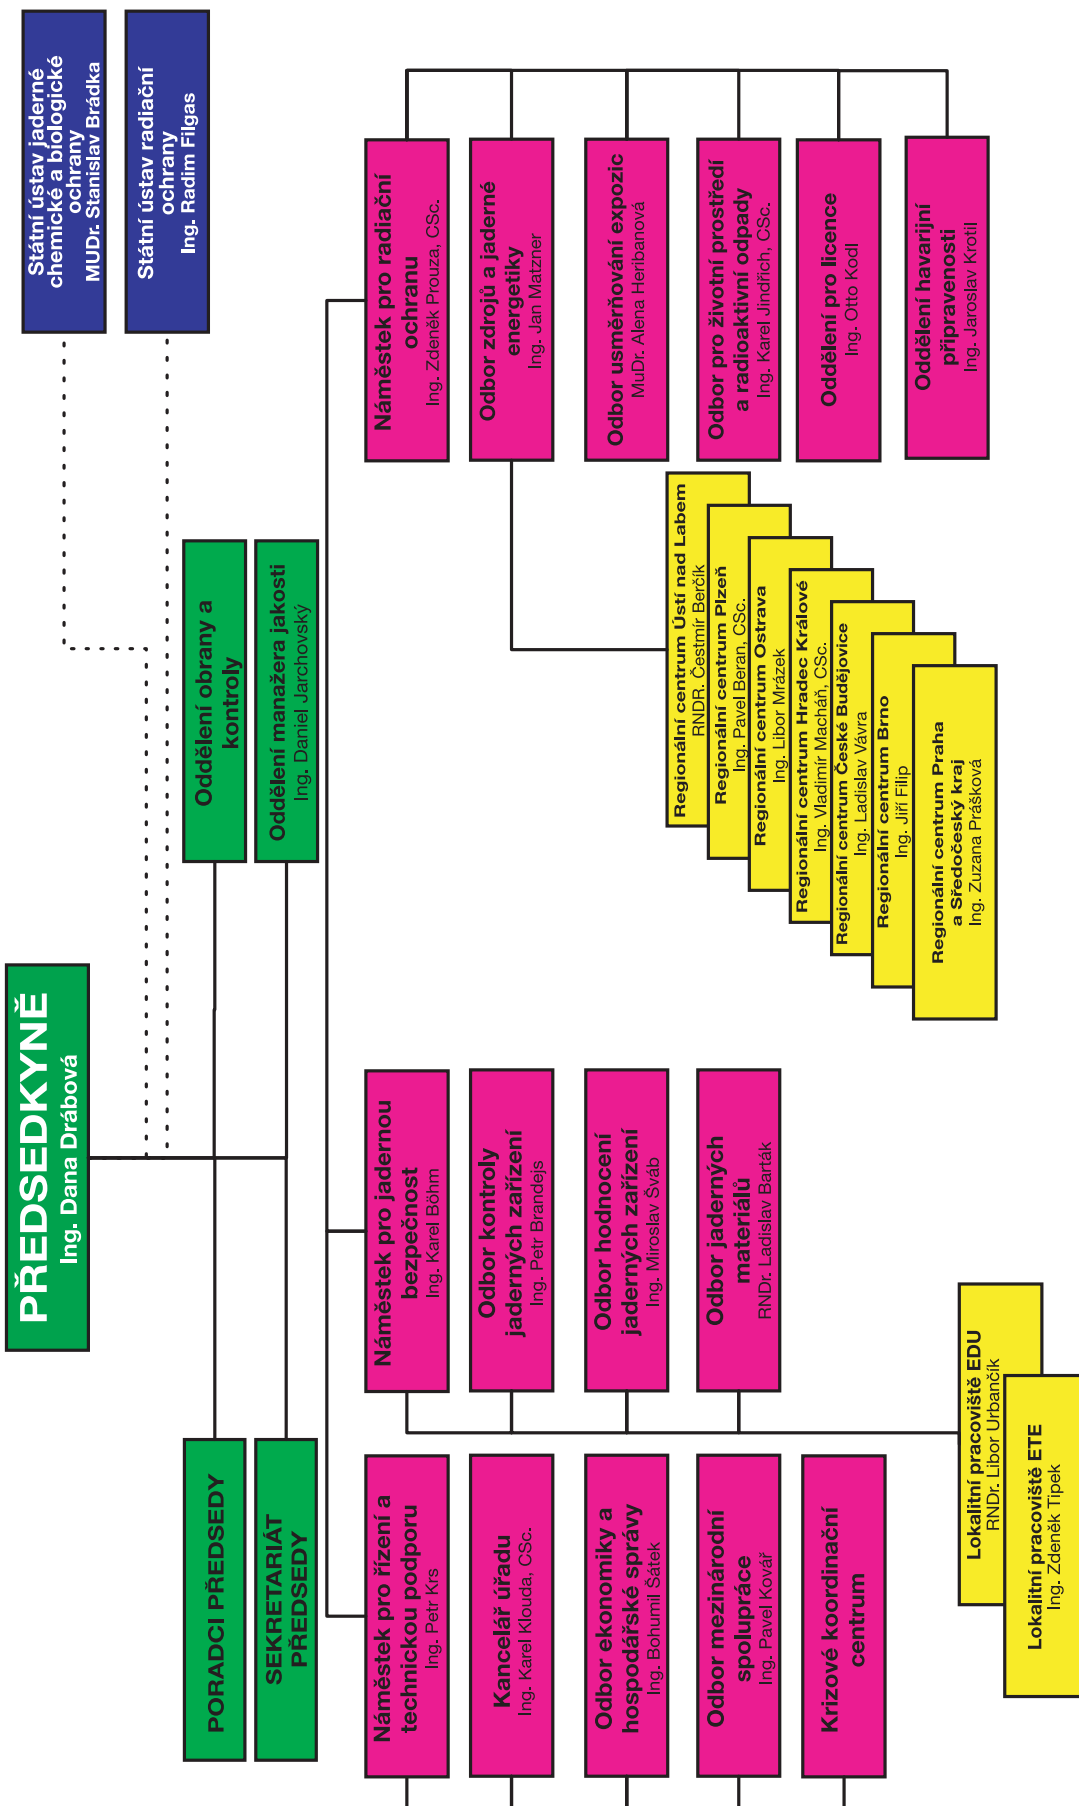 PŘEDSEDKYNĚ
Ing. Dana Drábová
Státní ústav jaderné
chemické a biologické
ochrany
MUDr. Stanislav Brádka
Státní ústav radiační
ochrany
Ing. Radim Filgas
PORADCI PŘEDSEDY
Oddělení obrany a
kontroly
SEKRETARIÁT
PŘEDSEDY
Oddělení manažera jakosti
Ing. Daniel Jarchovský
Náměstek pro řízení a
technickou podporu
Ing. Petr Krs
Kancelář úřadu
Ing. Karel Klouda, CSc.
Odbor ekonomiky a
hospodářské správy
Ing. Bohumil Šátek
Odbor mezinárodní
spolupráce
Ing. Pavel Kovář
Krizové koordinační
centrum
Náměstek pro jadernou
bezpečnost
Ing. Karel Böhm
Odbor kontroly
jaderných zařízení
Ing. Petr Brandejs
Odbor hodnocení
jaderných zařízení
Ing. Miroslav Šváb
Odbor jaderných
materiálů
RNDr. Ladislav Barták
Lokalitní pracoviště EDU
RNDr. Libor Urbančík
Lokalitní pracoviště ETE
Ing. Zdeněk Tipek
Náměstek pro radiační
ochranu
Ing. Zdeněk Prouza, CSc.
Odbor zdrojů a jaderné
energetiky
Ing. Jan Matzner
Odbor usměrňování expozic
MuDr. Alena Heribanová
Odbor pro životní prostředí
a radioaktivní odpady
Ing. Karel Jindřich, CSc.
Oddělení pro licence
Ing. Otto Kodl
Oddělení havarijní
připravenosti
Ing. Jaroslav Krotil
Regionální centrum Ústí nad Labem
RNDR. Čestmír Berčík
Regionální centrum Plzeň
Ing. Pavel Beran, CSc.
Regionální centrum Ostrava
Ing. Libor Mrázek
Regionální centrum Hradec Králové
Ing. Vladimír Macháň, CSc.
Regionální centrum České Budějovice
Ing. Ladislav Vávra
Regionální centrum Brno
Ing. Jiří Filip
Regionální centrum Praha
a Sředočeský kraj
Ing. Zuzana Prášková